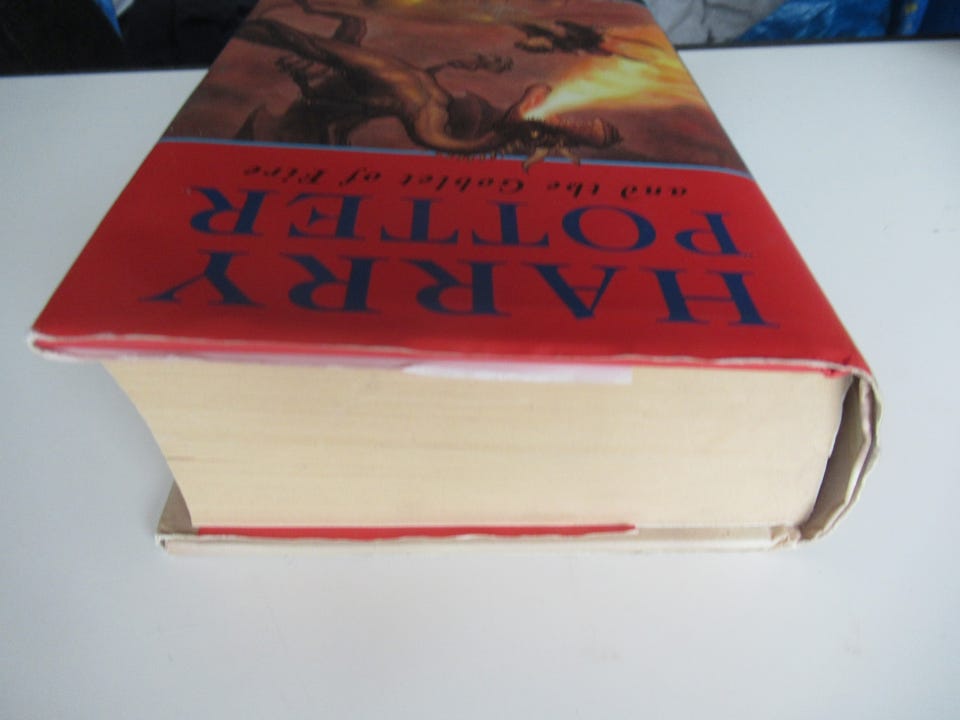 HARRY
POTTER
and the Goblet of Fire